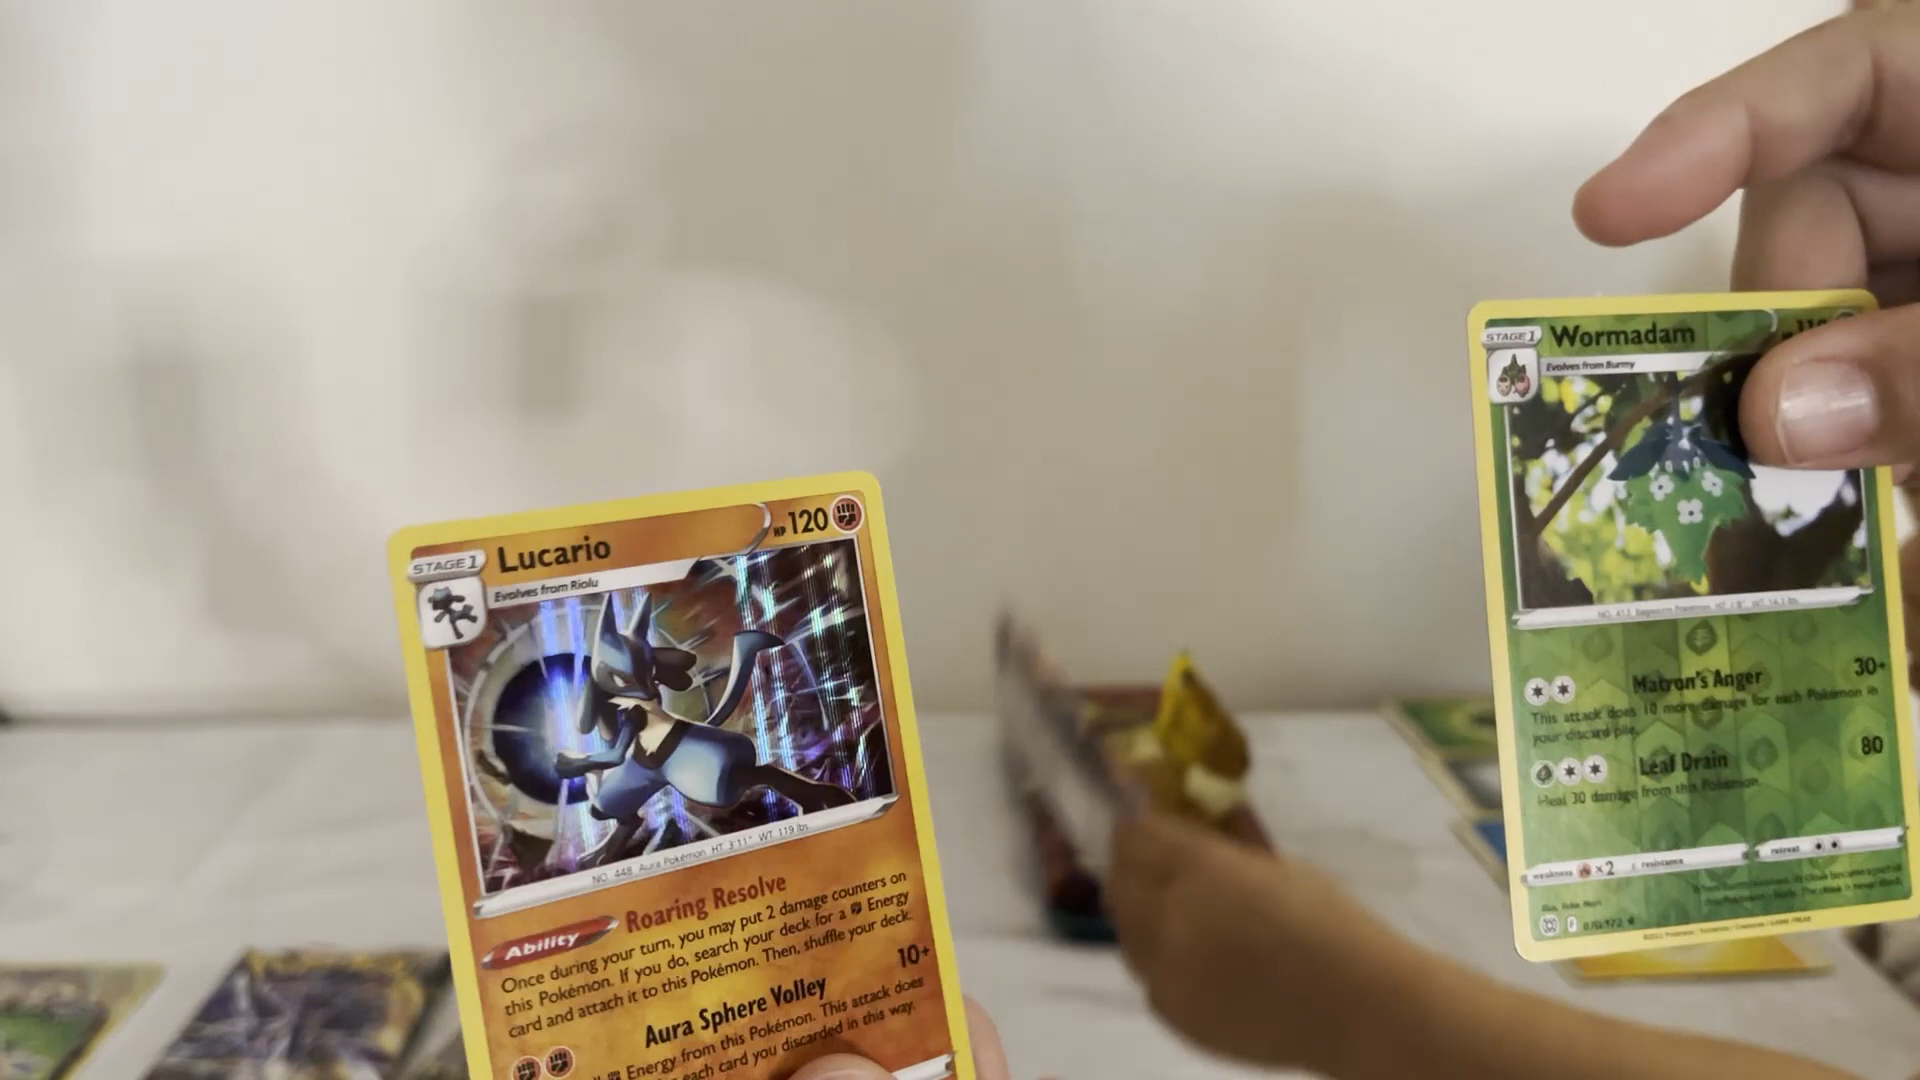 STAGE1 Lucario HP 120
Evolves from Riolu
NO. 448 Aura Pokémon HT 3'11" WT 119 lbs
Ability Roaring Resolve
Once during your turn, you may put 2 damage counters on
this Pokémon. If you do, search your deck for a Energy
card and attach it to this Pokémon. Then, shuffle your deck.
Aura Sphere Volley 10+
Energy from this Pokémon. This attack does
each card you discarded in this way.
STAGE1 Wormadam
Evolves from Burmy
Matron's Anger 30+
This attack does 10 more damage for each Pokémon in
your discard pile.
Leaf Drain 80
Heal 30 damage from this Pokémon.
weakness ×2 resistance retreat